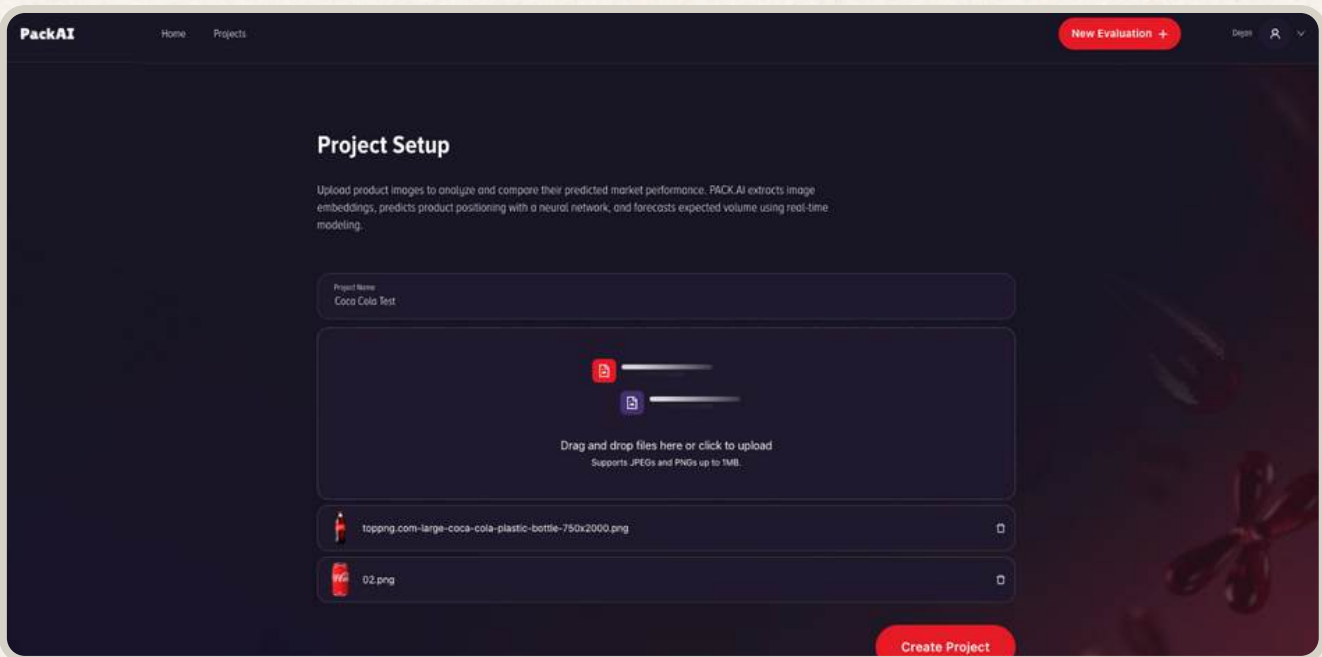 PackAI
Home
Projects
New Evaluation +
Dejan
Project Setup
Upload product images to analyze and compare their predicted market performance. PACK.AI extracts image
embeddings, predicts product positioning with a neural network, and forecasts expected volume using real-time
modeling.
Project Name
Coca Cola Test
Drag and drop files here or click to upload
Supports JPEGs and PNGs up to 1MB.
toppng.com-large-coca-cola-plastic-bottle-750x2000.png
02.png
Create Project